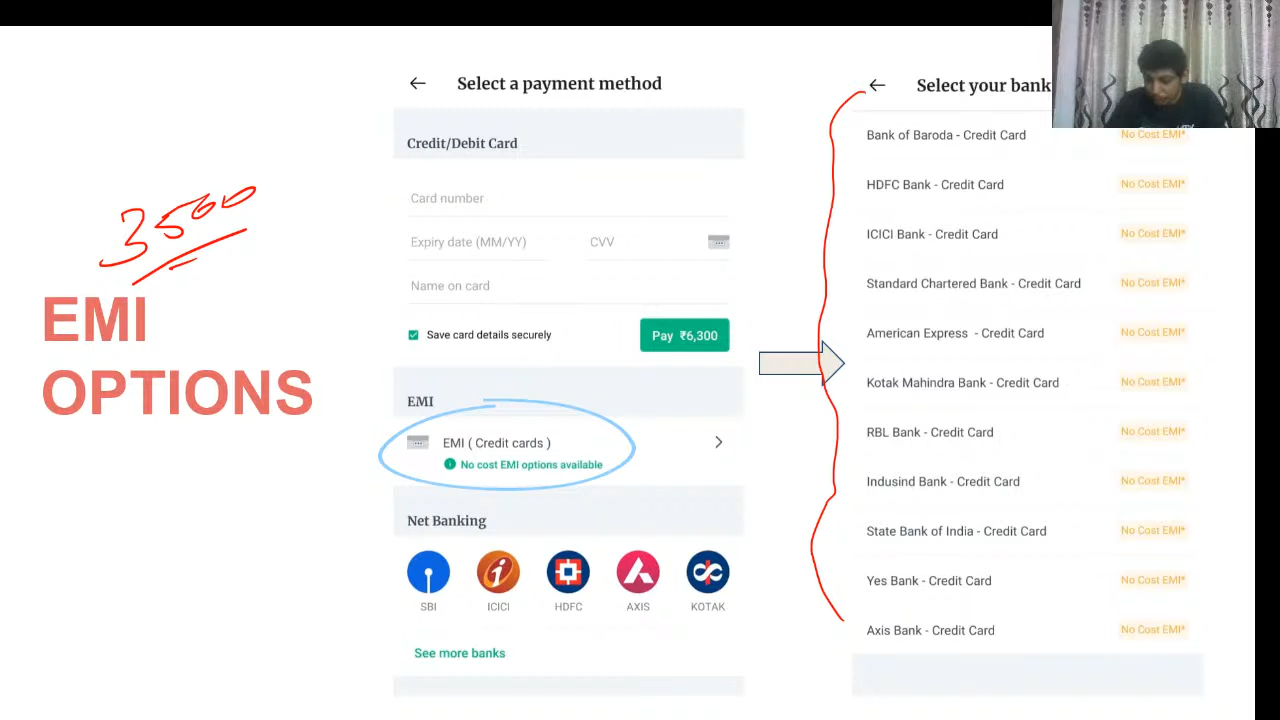 3500
EMI
OPTIONS
Select a payment method
Credit/Debit Card
Card number
Expiry date (MM/YY)
CVV
Name on card
Save card details securely
Pay ₹6,300
EMI
EMI ( Credit cards )
No cost EMI options available
Net Banking
SBI
ICICI
HDFC
AXIS
KOTAK
See more banks
Select your bank
Bank of Baroda - Credit Card No Cost EMI*
HDFC Bank - Credit Card No Cost EMI*
ICICI Bank - Credit Card No Cost EMI*
Standard Chartered Bank - Credit Card No Cost EMI*
American Express - Credit Card No Cost EMI*
Kotak Mahindra Bank - Credit Card No Cost EMI*
RBL Bank - Credit Card No Cost EMI*
Indusind Bank - Credit Card No Cost EMI*
State Bank of India - Credit Card No Cost EMI*
Yes Bank - Credit Card No Cost EMI*
Axis Bank - Credit Card No Cost EMI*